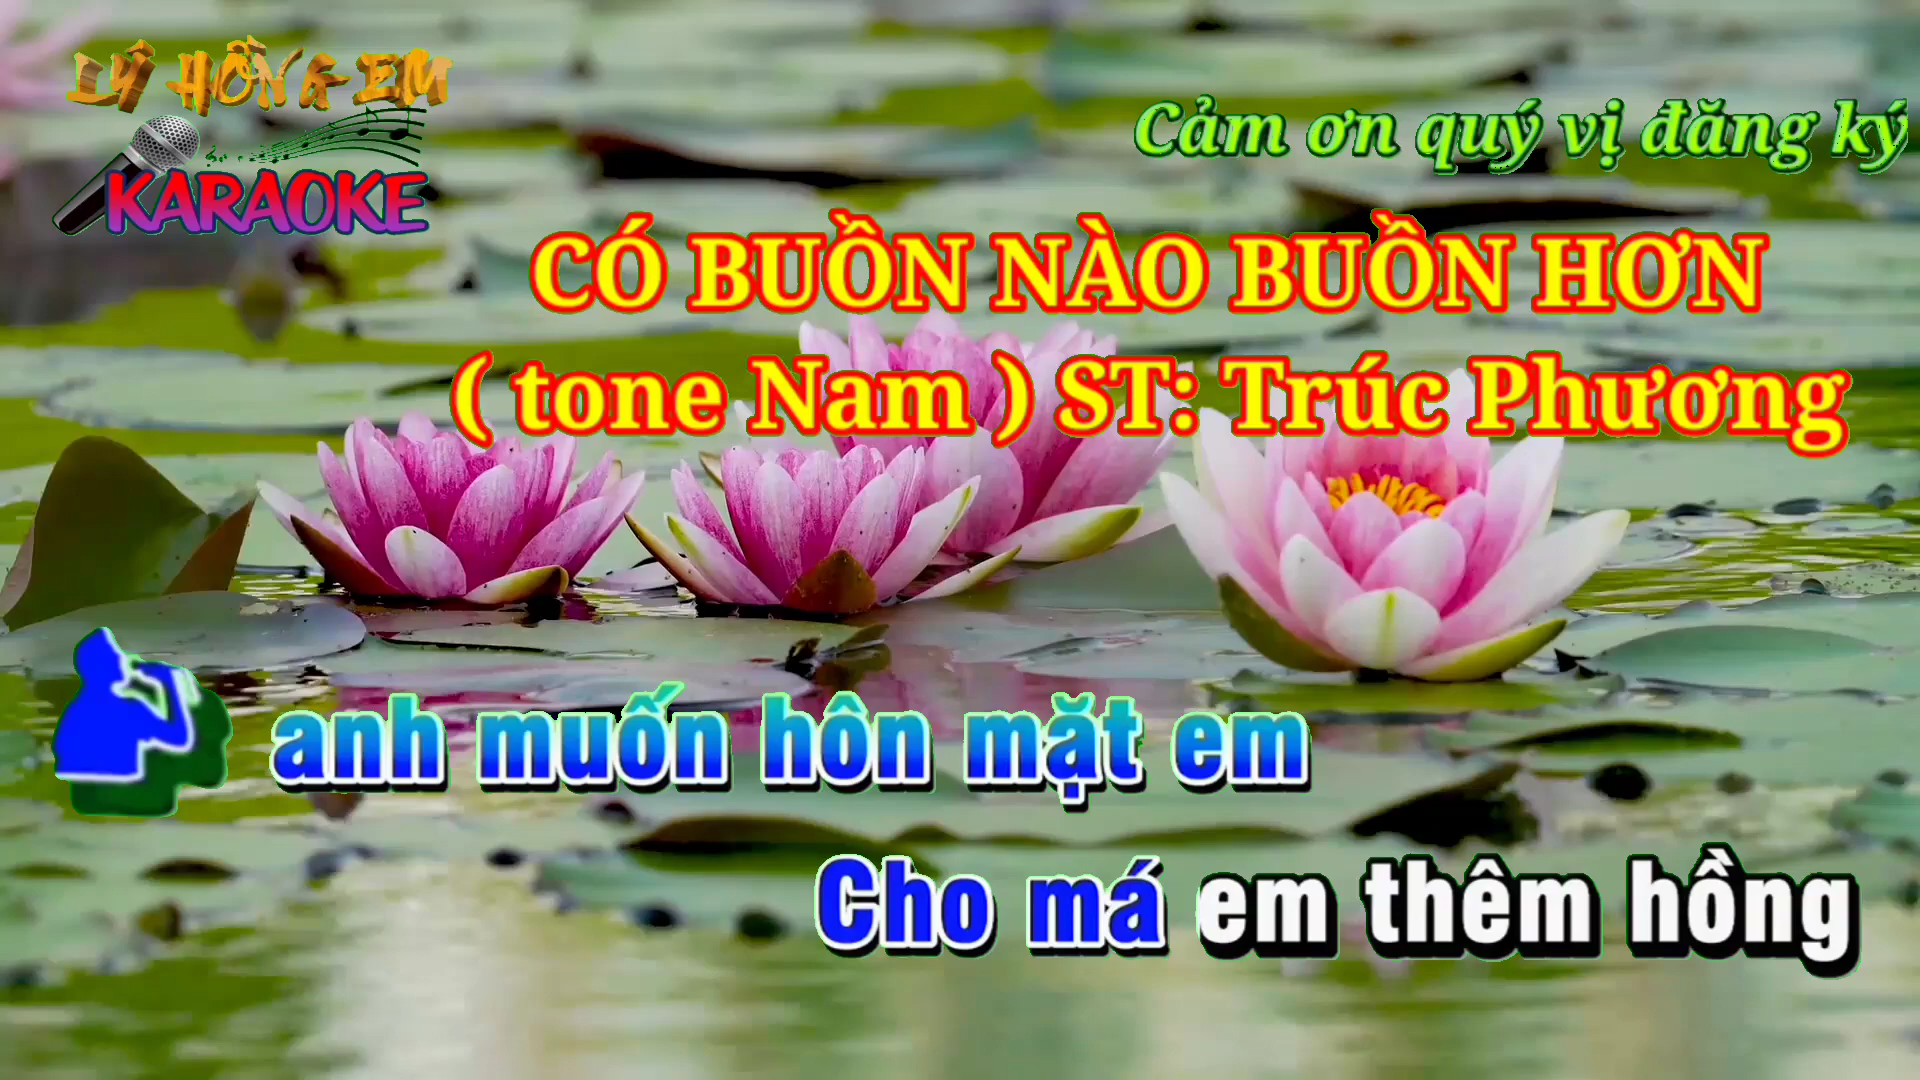 LÝ HỒNG EM
KARAOKE
Cảm ơn quý vị đăng ký
CÓ BUỒN NÀO BUỒN HƠN
( tone Nam ) ST: Trúc Phương
anh muốn hôn mặt em
Cho má em thêm hồng